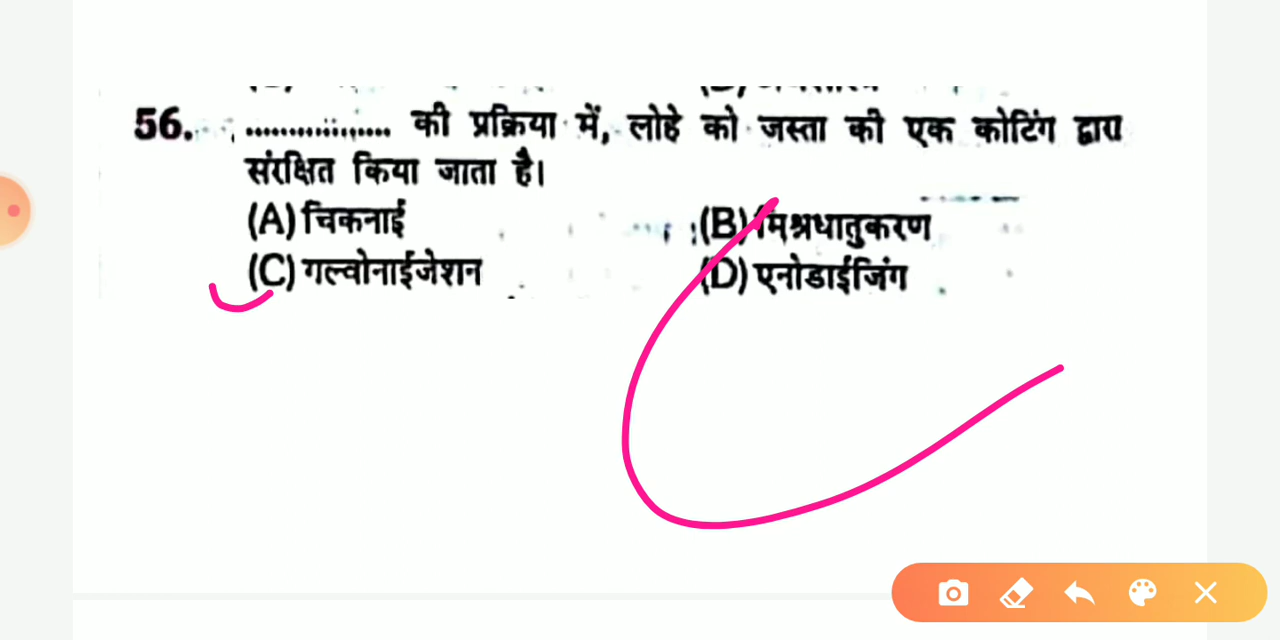 56. ................. की प्रक्रिया में, लोहे को जस्ता की एक कोटिंग द्वारा
संरक्षित किया जाता है।
(A) चिकनाई (B) मिश्रधातुकरण
(C) गल्वोनाईजेशन (D) एनोडाईजिंग